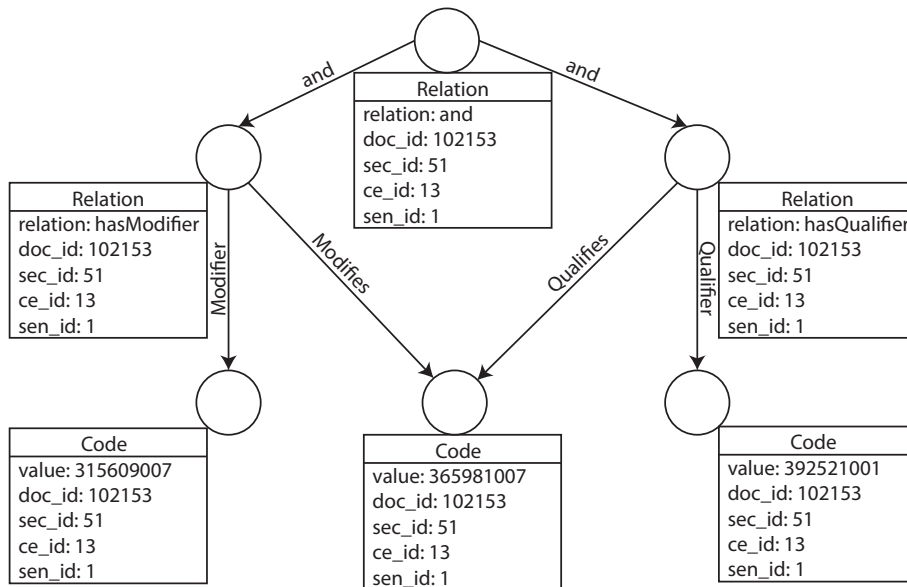 and
and
Relation
relation: and
doc_id: 102153
sec_id: 51
ce_id: 13
sen_id: 1
Relation
relation: hasModifier
doc_id: 102153
sec_id: 51
ce_id: 13
sen_id: 1
Modifier
Modifies
Qualifies
Qualifier
Relation
relation: hasQualifier
doc_id: 102153
sec_id: 51
ce_id: 13
sen_id: 1
Code
value: 315609007
doc_id: 102153
sec_id: 51
ce_id: 13
sen_id: 1
Code
value: 365981007
doc_id: 102153
sec_id: 51
ce_id: 13
sen_id: 1
Code
value: 392521001
doc_id: 102153
sec_id: 51
ce_id: 13
sen_id: 1